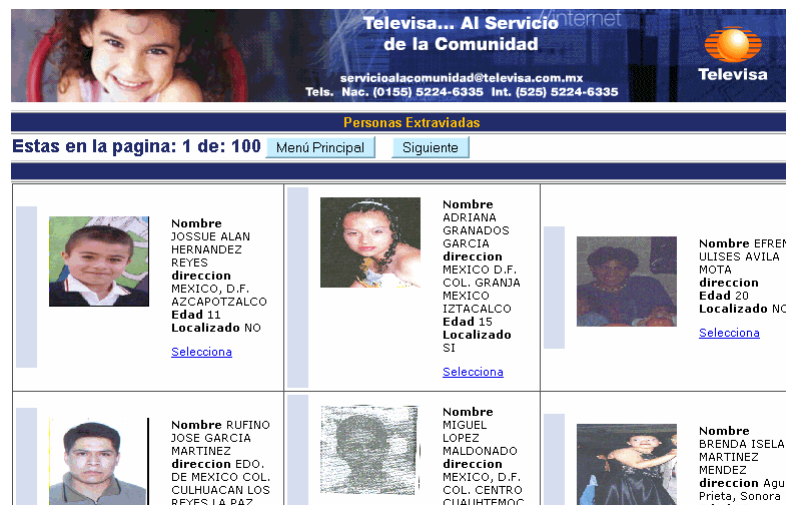 internet
Televisa... Al Servicio
de la Comunidad
servicioalacomunidad@televisa.com.mx
Tels. Nac. (0155) 5224-6335 Int. (525) 5224-6335
Televisa
Personas Extraviadas
Estas en la pagina: 1 de: 100 Menú Principal Siguiente
Nombre
JOSSUE ALAN
HERNANDEZ
REYES
direccion
MEXICO, D.F.
AZCAPOTZALCO
Edad 11
Localizado NO
Selecciona
Nombre
ADRIANA
GRANADOS
GARCIA
direccion
MEXICO D.F.
COL. GRANJA
MEXICO
IZTACALCO
Edad 15
Localizado
SI
Selecciona
Nombre EFREN
ULISES AVILA
MOTA
direccion
Edad 20
Localizado NO
Selecciona
Nombre RUFINO
JOSE GARCIA
MARTINEZ
direccion EDO.
DE MEXICO COL.
CULHUACAN LOS
REYES LA PAZ
Nombre
MIGUEL
LOPEZ
MALDONADO
direccion
MEXICO, D.F.
COL. CENTRO
CUAUHTEMOC
Nombre
BRENDA ISELA
MARTINEZ
MENDEZ
direccion Agu
Prieta, Sonora